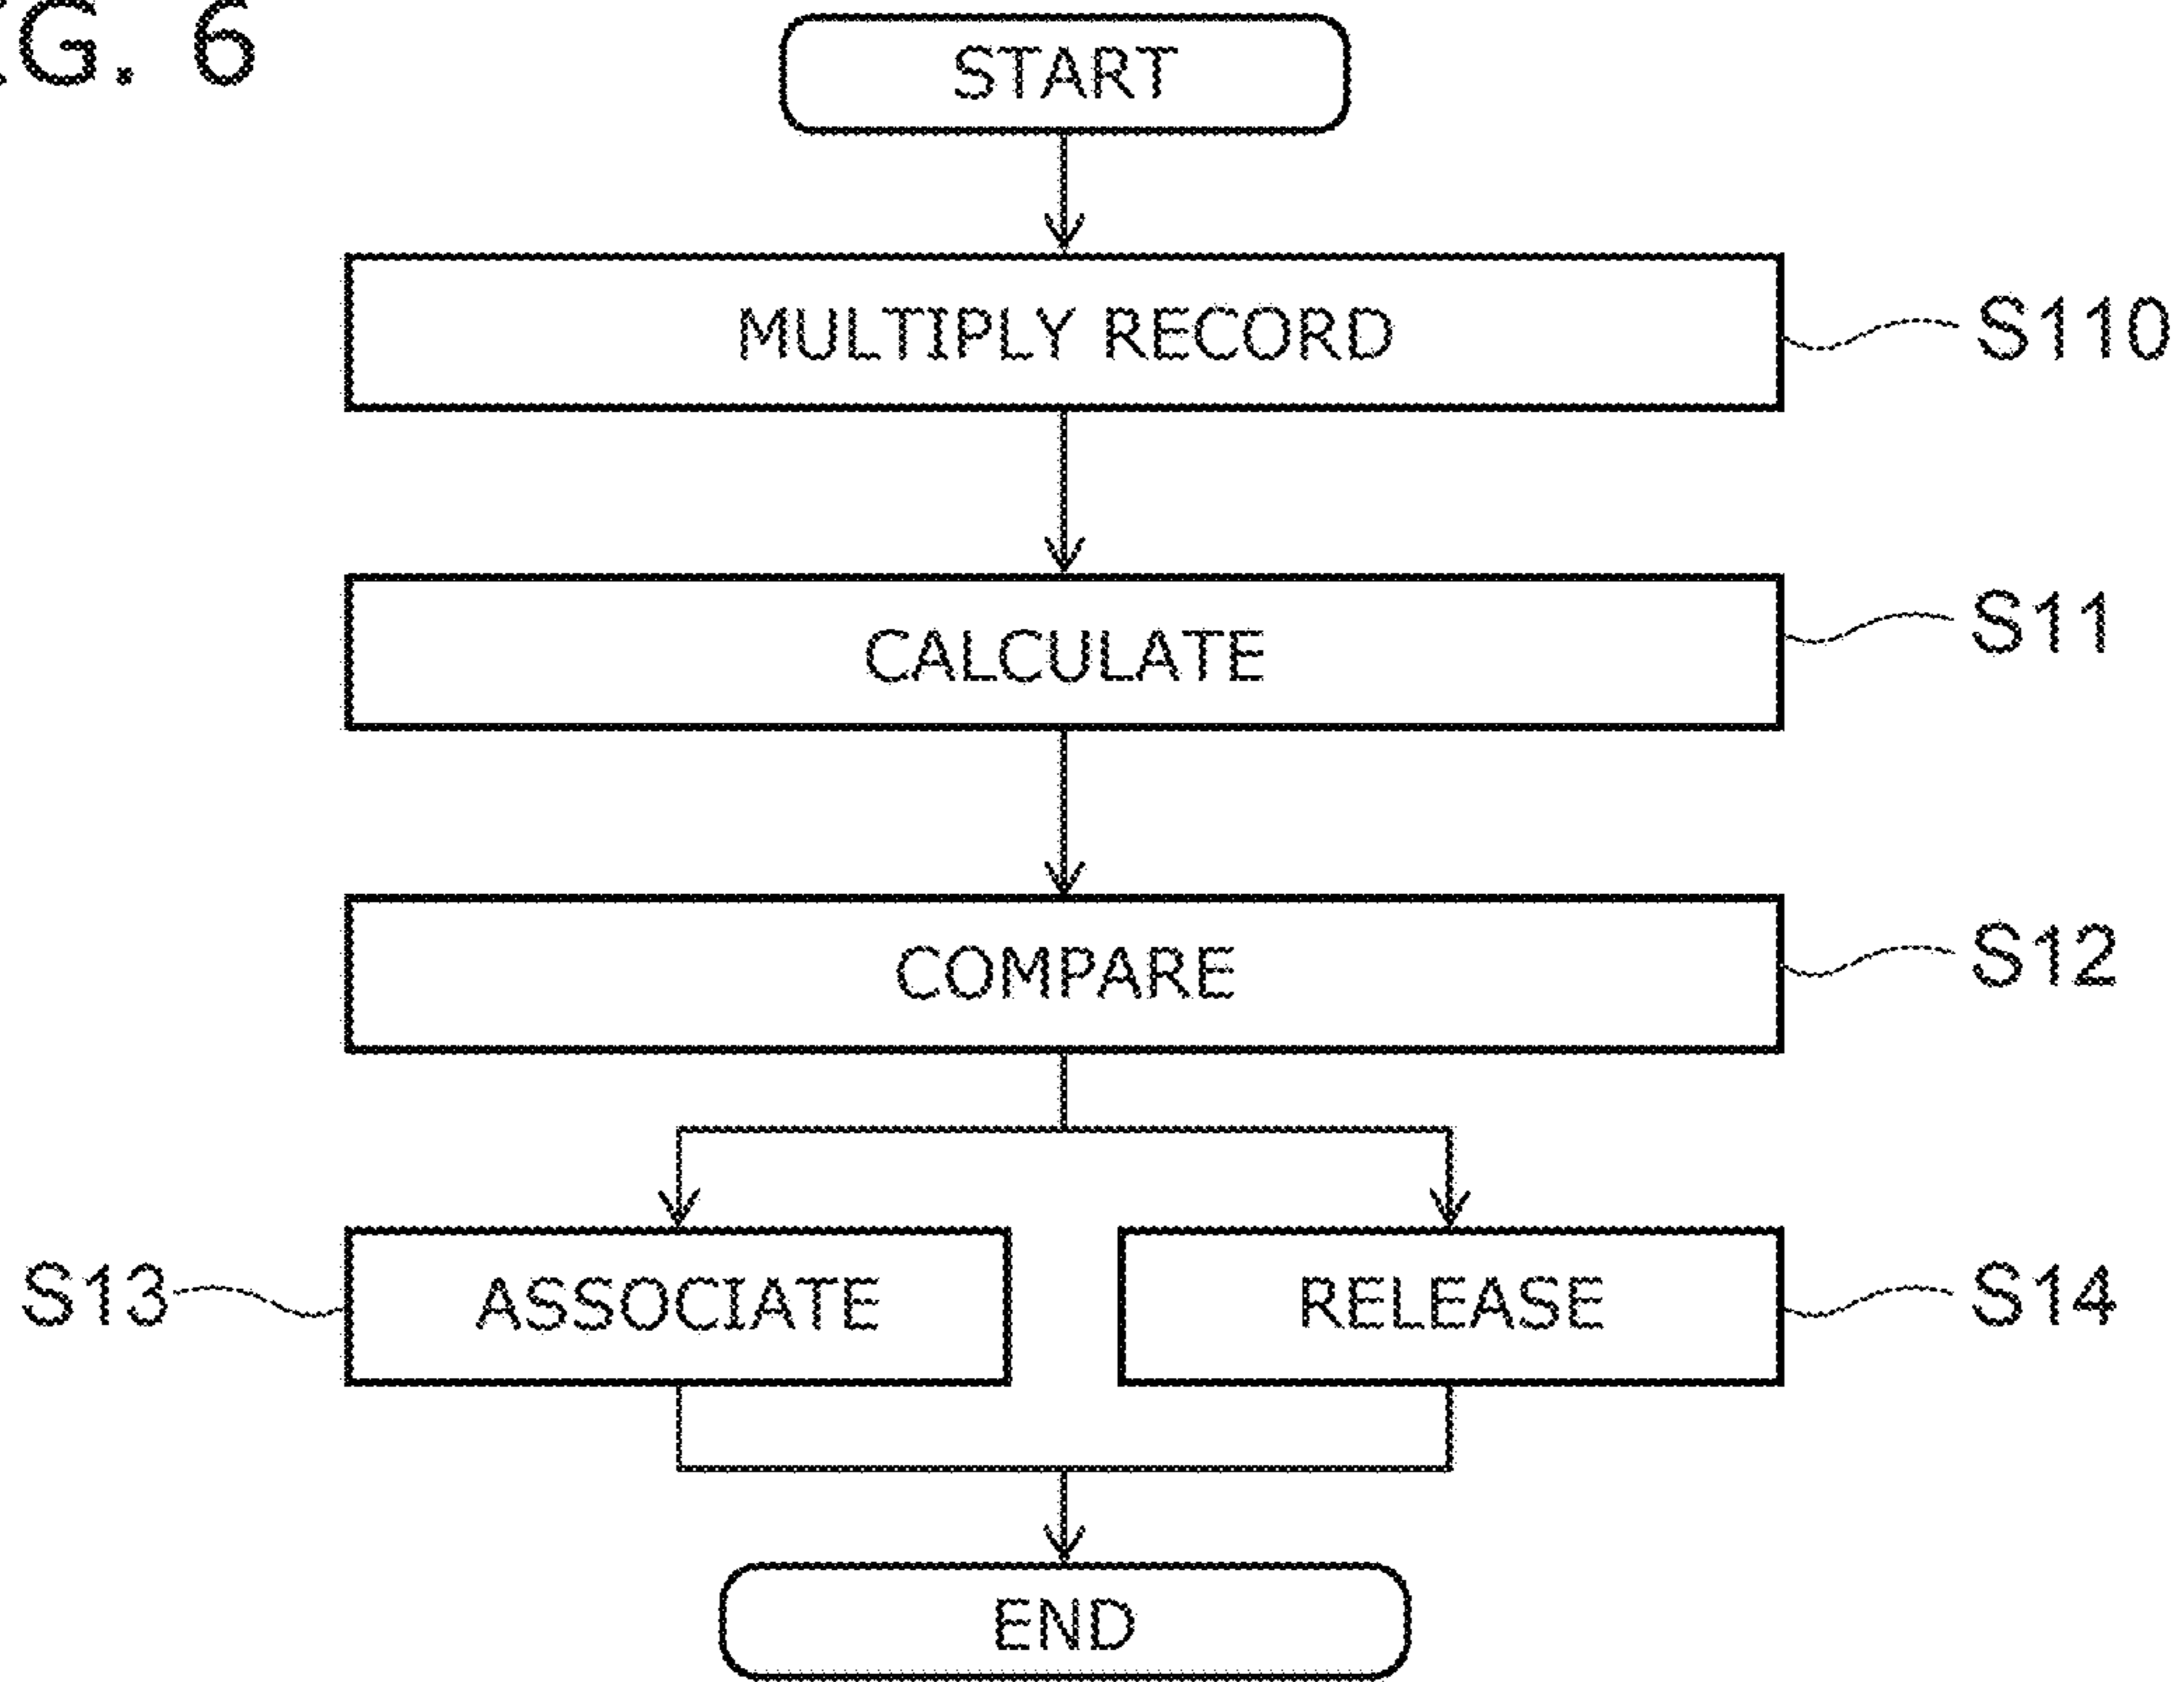 G. 6
START
MULTIPLY RECORD S110
CALCULATE S11
COMPARE S12
S13 ASSOCIATE RELEASE S14
END